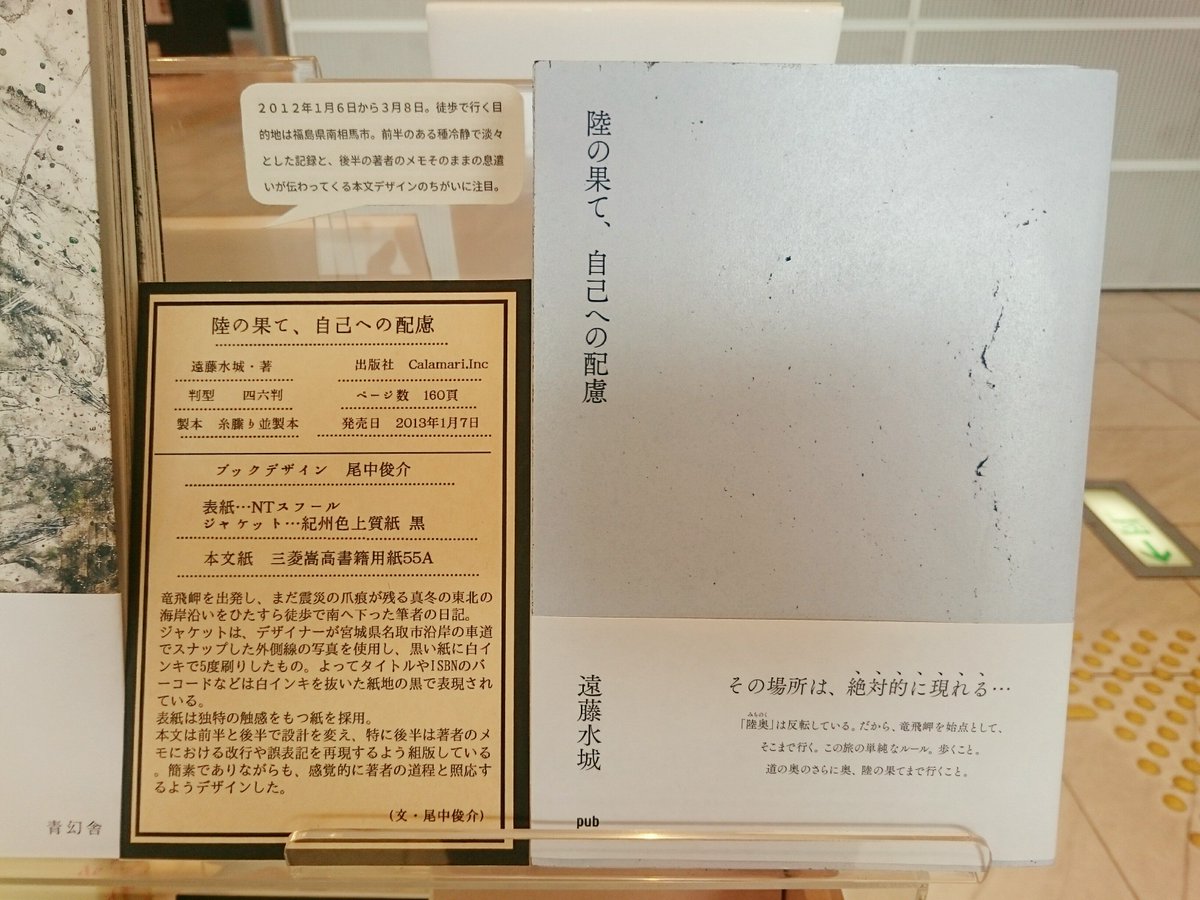 2012年1月6日から3月8日。徒歩で行く目
的地は福島県南相馬市。前半のある種冷静で淡々
とした記録と、後半の著者のメモそのままの息遣
いが伝わってくる本文デザインのちがいに注目。
陸の果て、自己への配慮
遠藤水城・著
出版社 Calamari.Inc
判型 四六判
ページ数 160頁
製本 糸䌫り並製本
発売日 2013年1月7日
ブックデザイン 尾中俊介
表紙…NTスフール
ジャケット…紀州色上質紙 黒
本文紙 三菱嵩高書籍用紙55A
竜飛岬を出発し、まだ震災の爪痕が残る真冬の東北の
海岸沿いをひたすら徒歩で南へ下った筆者の日記。
ジャケットは、デザイナーが宮城県名取市沿岸の車道
でスナップした外側線の写真を使用し、黒い紙に白イ
ンキで5度刷りしたもの。よってタイトルやISBNのバ
ーコードなどは白インキを抜いた紙地の黒で表現され
ている。
表紙は独特の触感をもつ紙を採用。
本文は前半と後半で設計を変え、特に後半は著者のメ
モにおける改行や誤表記を再現するよう組版している
。簡素でありながらも、感覚的に著者の道程と照応す
るようデザインした。
(文・尾中俊介)
青幻舎
陸の果て、自己への配慮
遠藤水城
pub
その場所は、絶対的に現れる…
みちのく
「陸奥」は反転している。だから、竜飛岬を始点として、
そこまで行く。この旅の単純なルール。歩くこと。
道の奥のさらに奥、陸の果てまで行くこと。